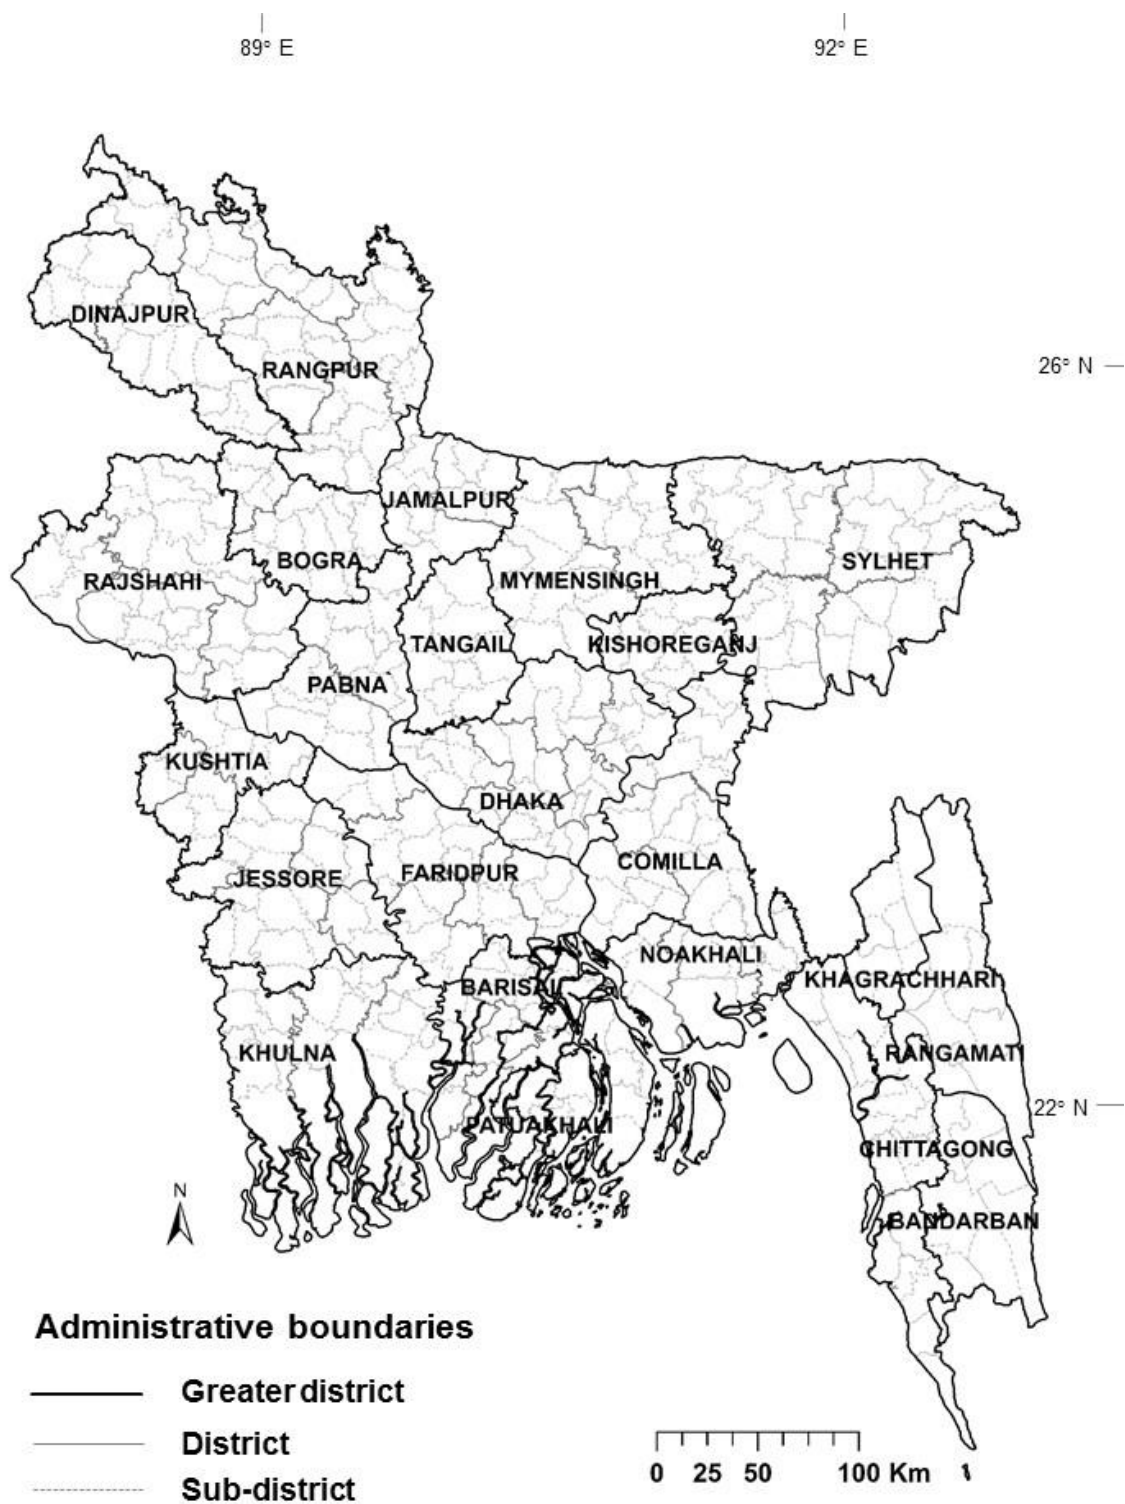 89° E
92° E
DINAJPUR
RANGPUR
26° N
JAMALPUR
BOGRA
SYLHET
RAJSHAHI
MYMENSINGH
TANGAIL
KISHOREGANJ
PABNA
KUSHTIA
DHAKA
COMILLA
JESSORE
FARIDPUR
NOAKHALI
KHAGRACHHARI
BARISAL
KHULNA
RANGAMATI
22° N
PATUAKHALI
CHITTAGONG
N
BANDARBAN
Administrative boundaries
Greater district
District
Sub-district
0 25 50 100 Km